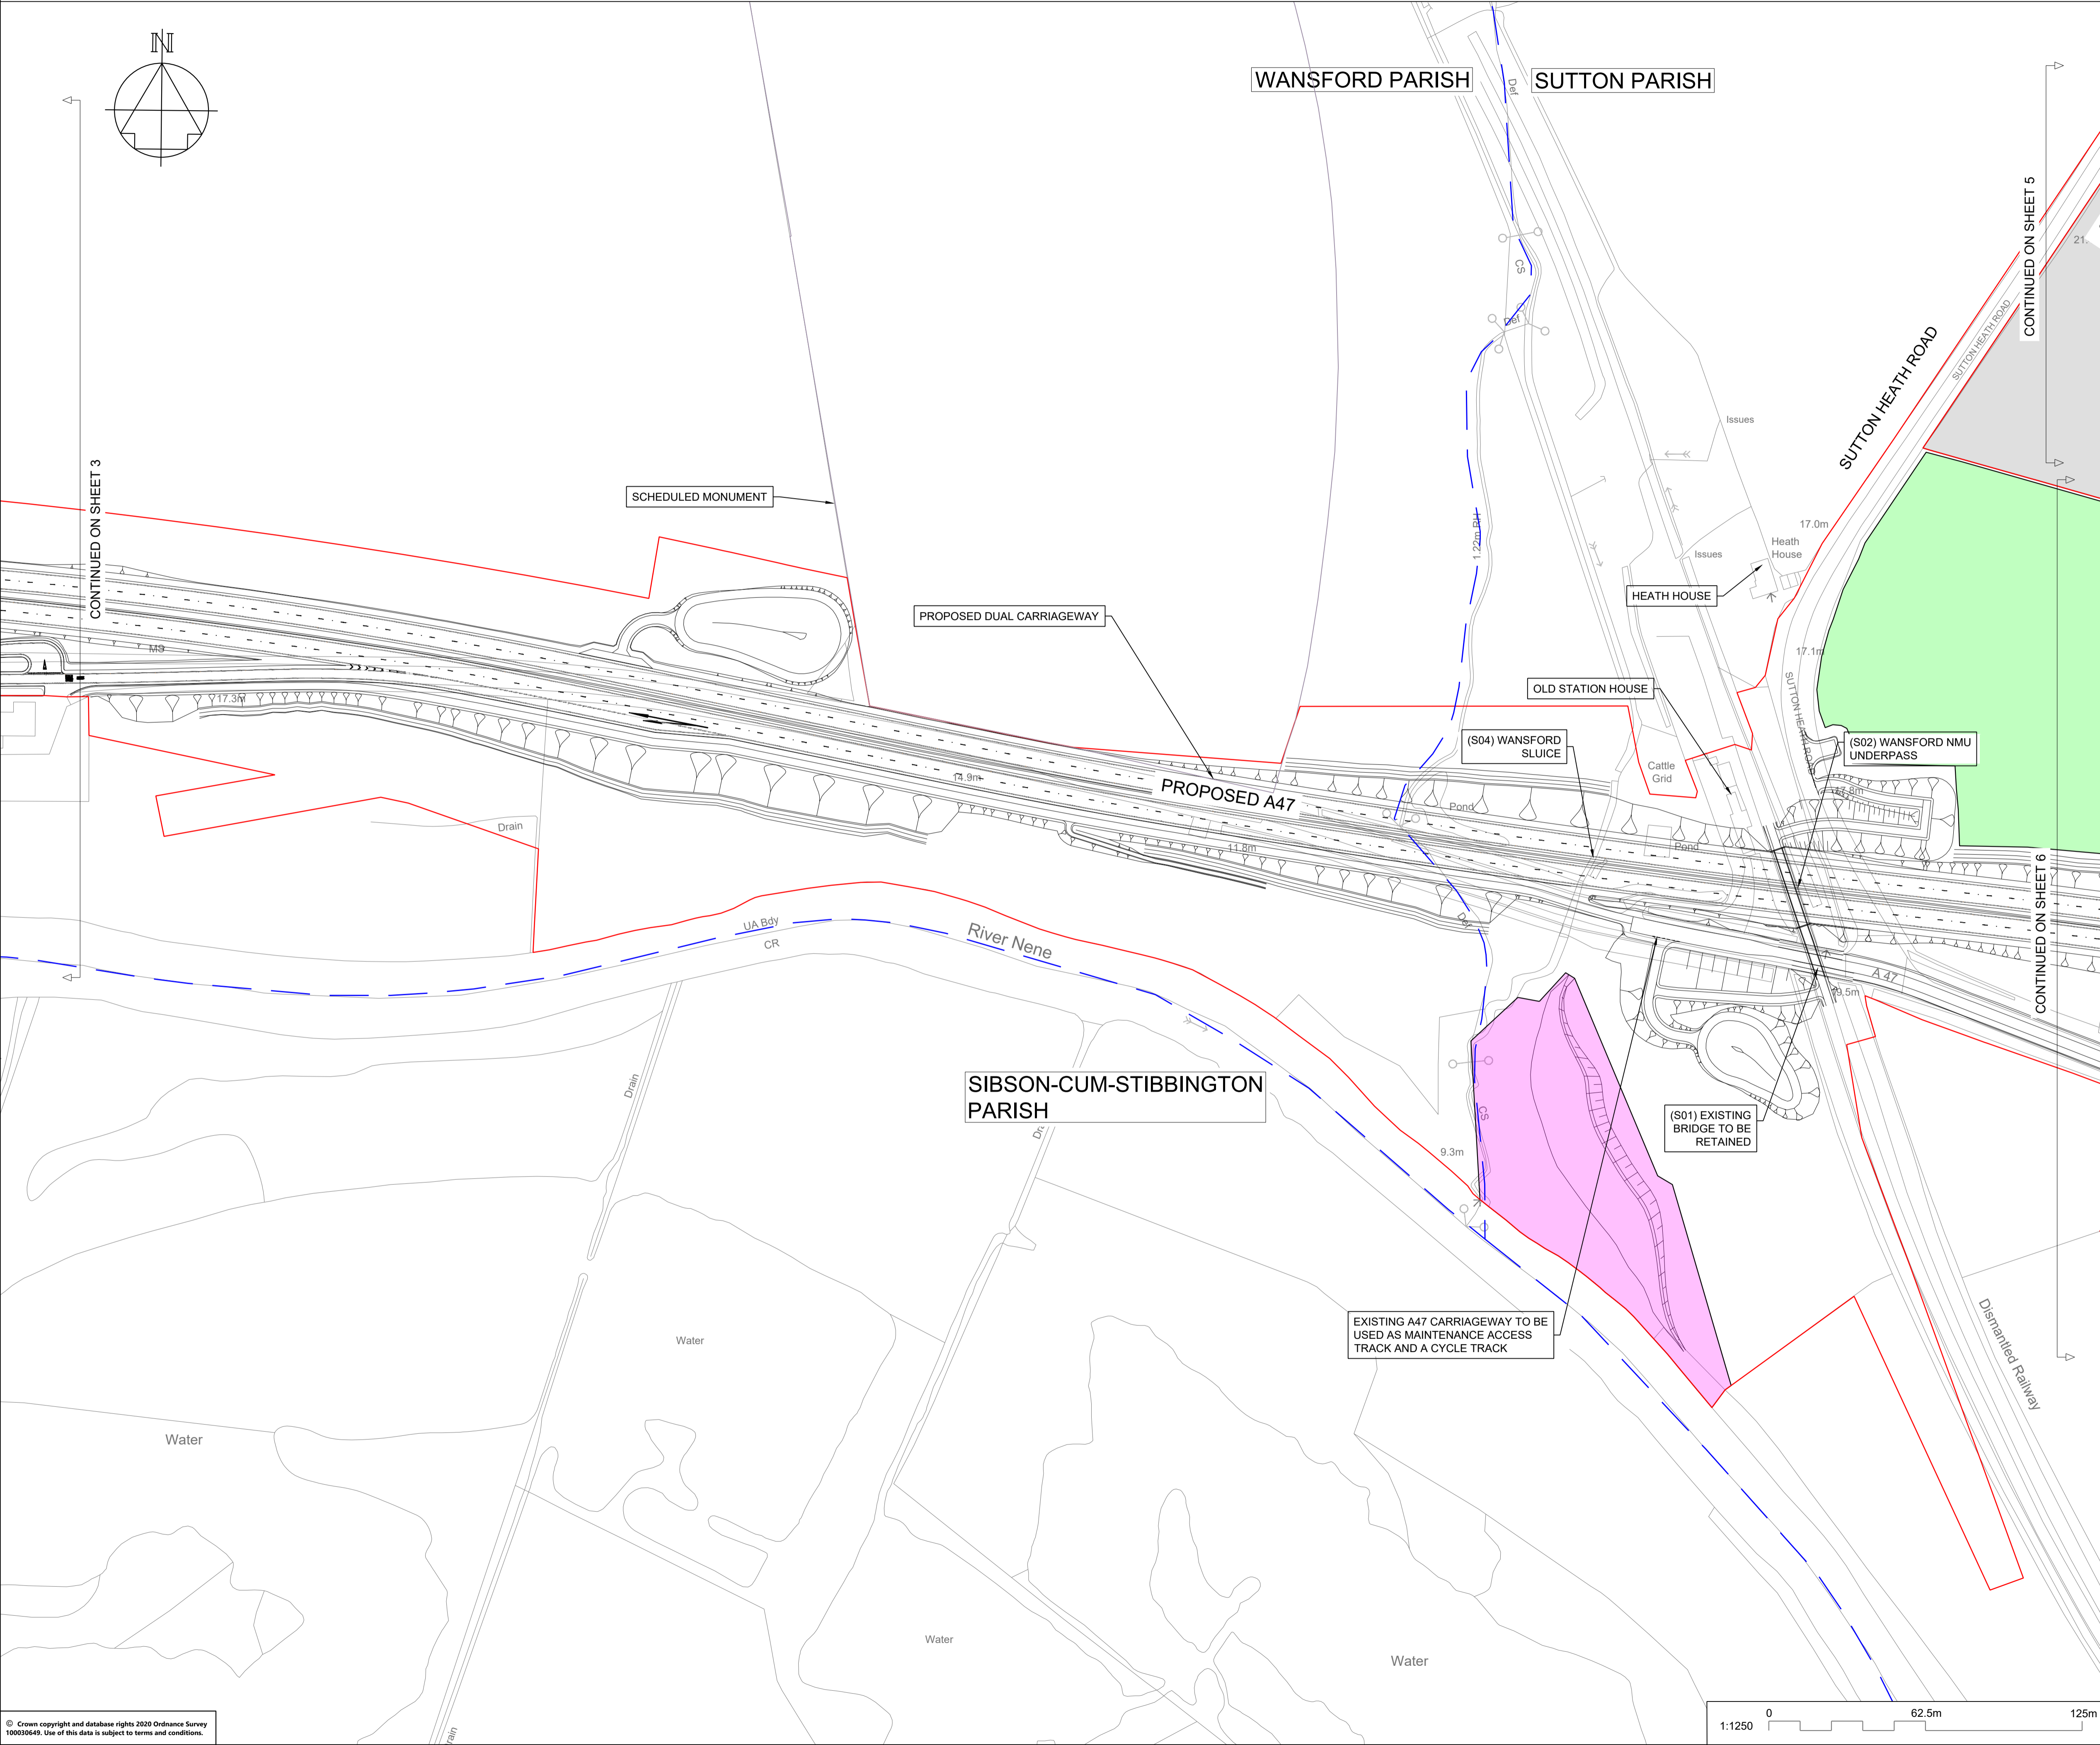 N
WANSFORD PARISH
SUTTON PARISH
Def
CONTINUED ON SHEET 5
21.
CS
Def
SUTTON HEATH ROAD
SUTTON HEATH ROAD
Issues
CONTINUED ON SHEET 3
SCHEDULED MONUMENT
1.22m RH
17.0m
Heath
House
Issues
HEATH HOUSE
PROPOSED DUAL CARRIAGEWAY
MS
17.1m
17.3m
OLD STATION HOUSE
SUTTON HEATH ROAD
(S04) WANSFORD
SLUICE
(S02) WANSFORD NMU
UNDERPASS
Cattle
Grid
14.9m
PROPOSED A47
17.8m
Pond
Drain
11.8m
Pond
CONTINUED ON SHEET 6
UA Bdy
CR
River Nene
Def
A 47
19.5m
SIBSON-CUM-STIBBINGTON
PARISH
Drain
CS
(S01) EXISTING
BRIDGE TO BE
RETAINED
9.3m
EXISTING A47 CARRIAGEWAY TO BE
USED AS MAINTENANCE ACCESS
TRACK AND A CYCLE TRACK
Dismantled Railway
Water
Water
Water
Water
© Crown copyright and database rights 2020 Ordnance Survey
100030649. Use of this data is subject to terms and conditions.
1:1250
0
62.5m
125m